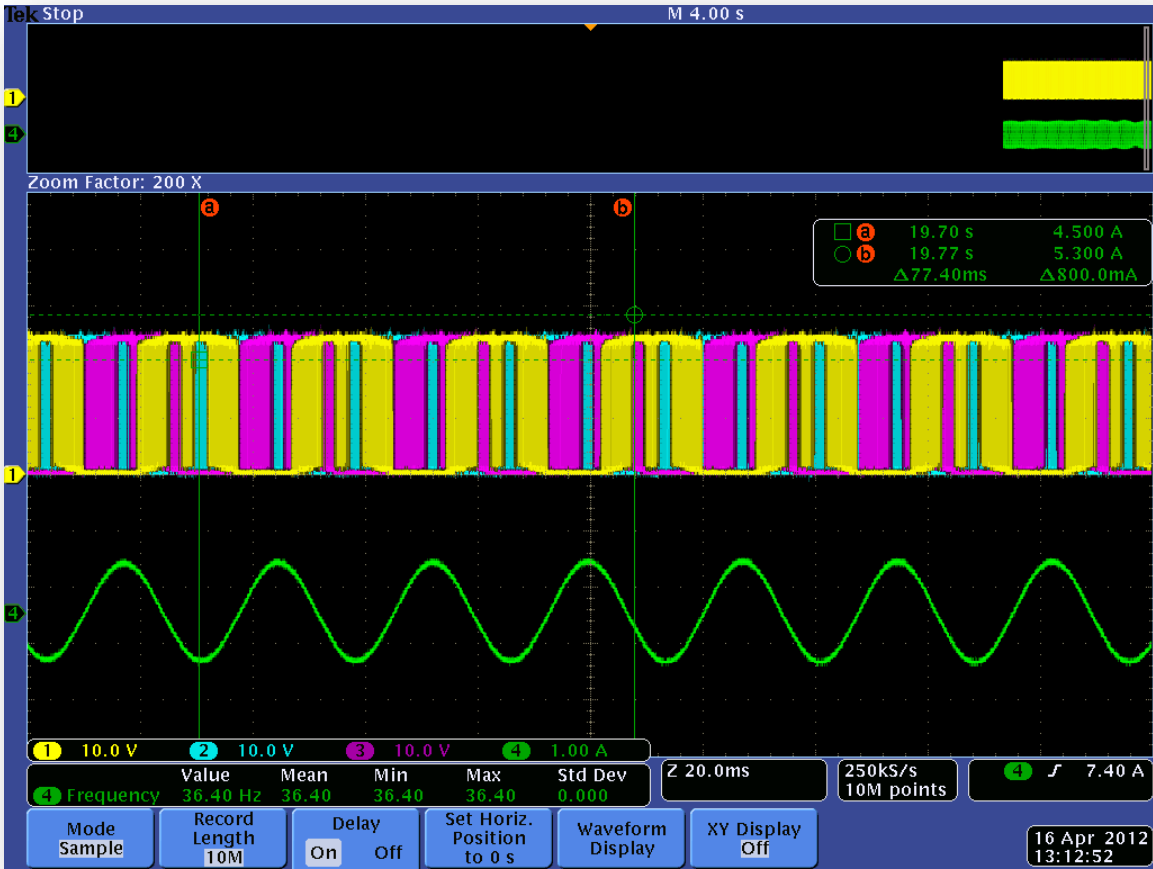 Tek Stop M 4.00 s
1
4
Zoom Factor: 200 X
a b
a 19.70 s 4.500 A
b 19.77 s 5.300 A
Δ77.40ms Δ800.0mA
1
4
1 10.0 V 2 10.0 V 3 10.0 V 4 1.00 A
Value Mean Min Max Std Dev
4 Frequency 36.40 Hz 36.40 36.40 36.40 0.000
Z 20.0ms
250kS/s
10M points
4 7.40 A
Mode
Sample
Record
Length
10M
Delay
On Off
Set Horiz.
Position
to 0 s
Waveform
Display
XY Display
Off
16 Apr 2012
13:12:52